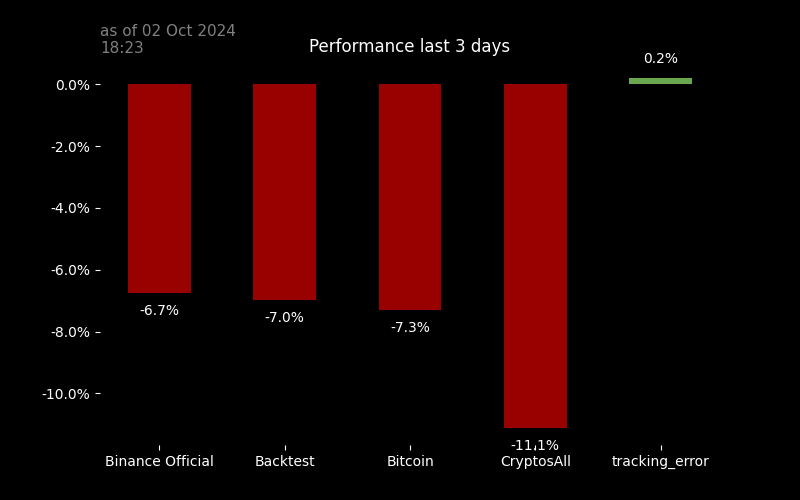 as of 02 Oct 2024
18:23
Performance last 3 days
0.2%
0.0%
-2.0%
-4.0%
-6.0%
-8.0%
-10.0%
-6.7%
-7.0%
-7.3%
-11.1%
Binance Official
Backtest
Bitcoin
CryptosAll
tracking_error